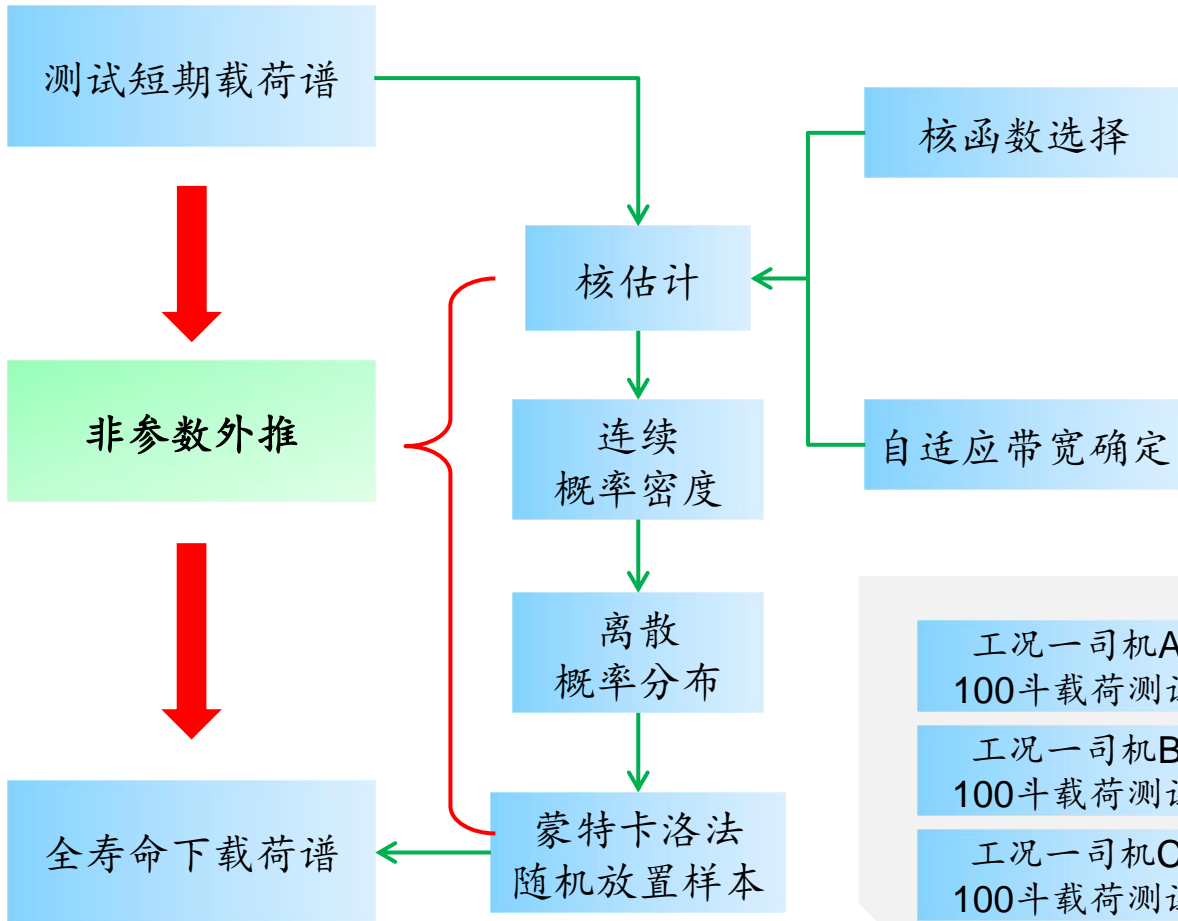 测试短期载荷谱
核函数选择
核估计
非参数外推
连续
概率密度
自适应带宽确定
离散
概率分布
工况一司机A
100斗载荷测
工况一司机B
100斗载荷测
全寿命下载荷谱
蒙特卡洛法
随机放置样本
工况一司机C
100斗载荷测